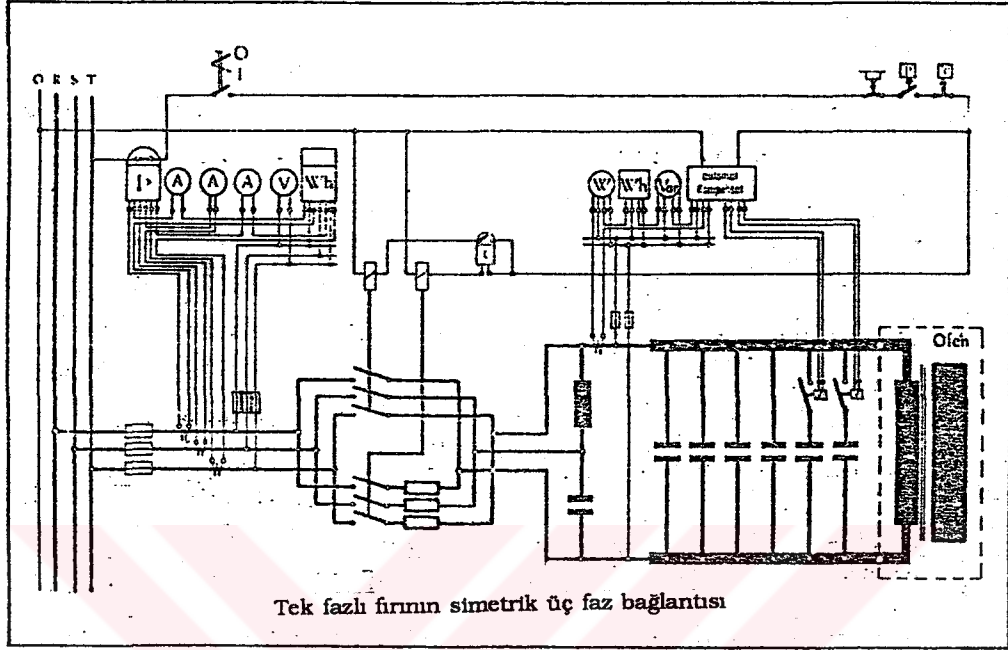 O
I
O R S T
I>
A
A
A
V
Wh
W
Wh
Var
t
Ofen
Tek fazlı fırının simetrik üç faz bağlantısı